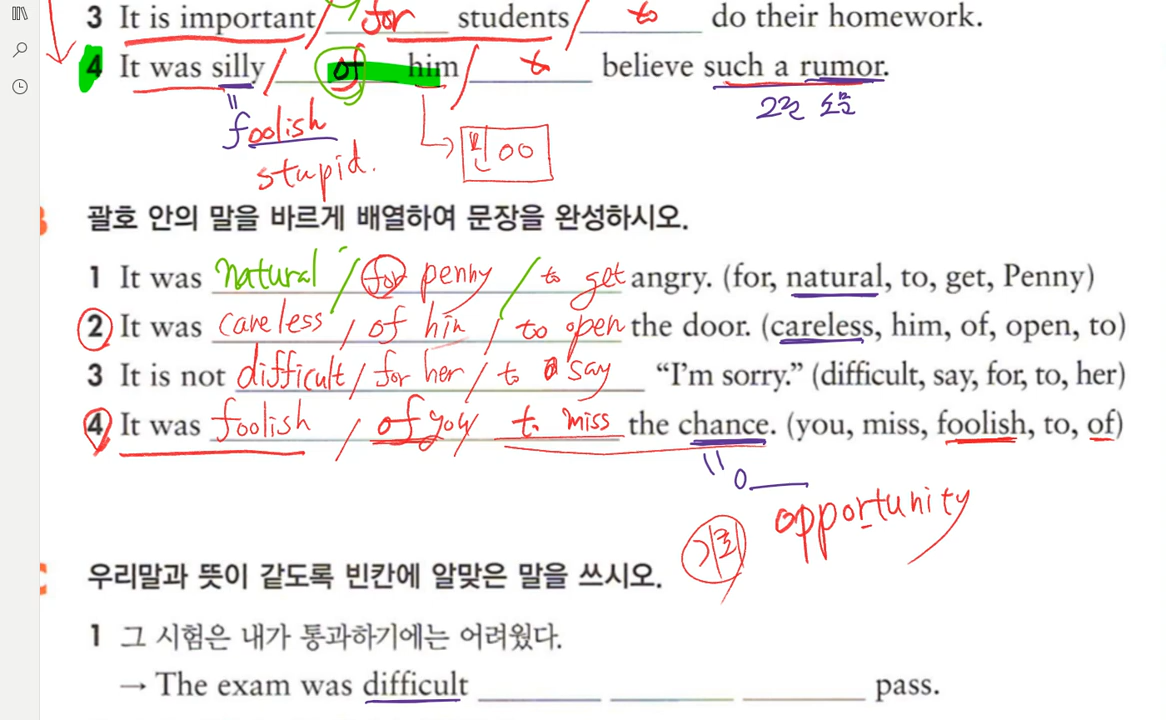 3 It is important / for students / to do their homework.
4 It was silly / of him / to believe such a rumor.
= foolish
stupid.
그런 소문
B 괄호 안의 말을 바르게 배열하여 문장을 완성하시오.
1 It was natural / for penny / to get angry. (for, natural, to, get, Penny)
2 It was careless / of him / to open the door. (careless, him, of, open, to)
3 It is not difficult / for her / to say “I’m sorry.” (difficult, say, for, to, her)
4 It was foolish / of you / to miss the chance. (you, miss, foolish, to, of)
= o
기회 opportunity
C 우리말과 뜻이 같도록 빈칸에 알맞은 말을 쓰시오.
1 그 시험은 내가 통과하기에는 어려웠다.
→ The exam was difficult ____ ____ ____ pass.